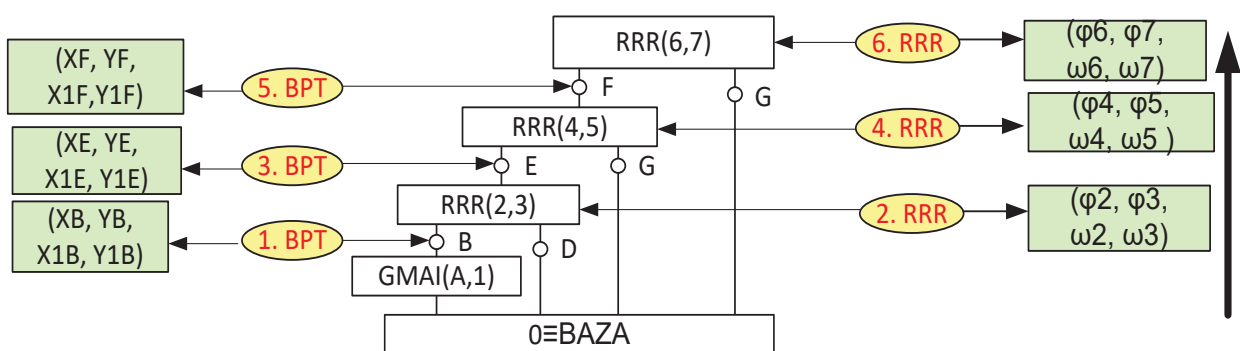 RRR(6,7)
6. RRR
(φ6, φ7,
ω6, ω7)
(XF, YF,
X1F,Y1F)
5. BPT
F
G
RRR(4,5)
4. RRR
(φ4, φ5,
ω4, ω5 )
(XE, YE,
X1E, Y1E)
3. BPT
E
G
RRR(2,3)
2. RRR
(φ2, φ3,
ω2, ω3)
(XB, YB,
X1B, Y1B)
1. BPT
B
D
GMAI(A,1)
0≡BAZA